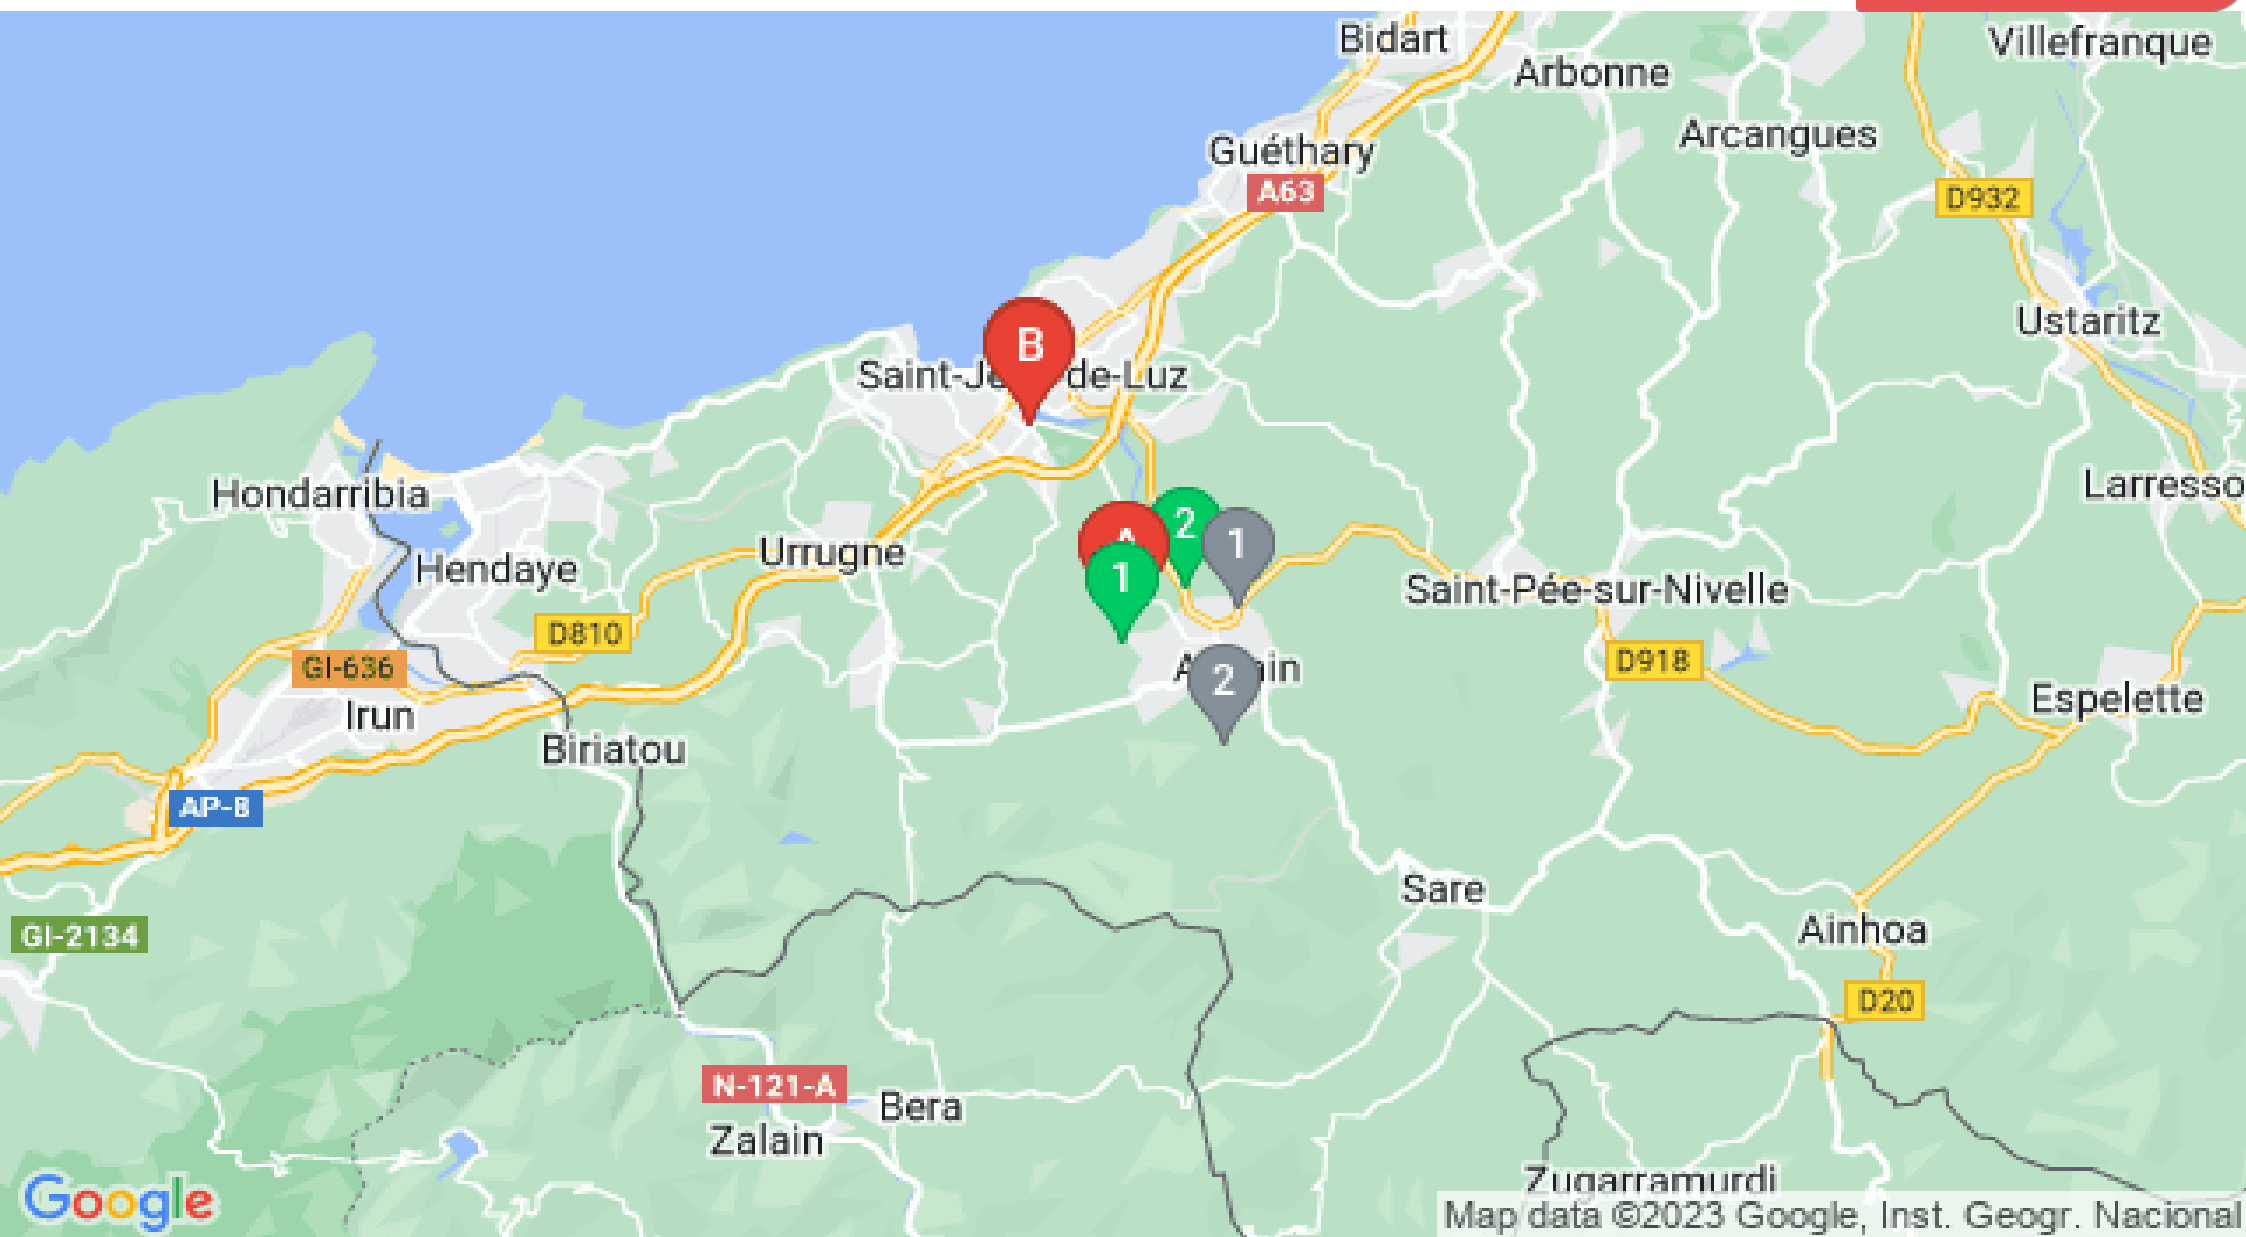 Bidart
Villefranque
Arbonne
Arcangues
Guéthary
A63
D932
Ustaritz
B
Saint-Je de-Luz
Larresso
Hondarribia
2
1
A
Urrugne
Hendaye
1
Saint-Pée-sur-Nivelle
D810
D918
GI-636
A in
2
Espelette
Irun
Biriatou
AP-8
Sare
GI-2134
Ainhoa
D20
N-121-A
Bera
Zalain
Zugarramurdi
Google
Map data ©2023 Google, Inst. Geogr. Nacional